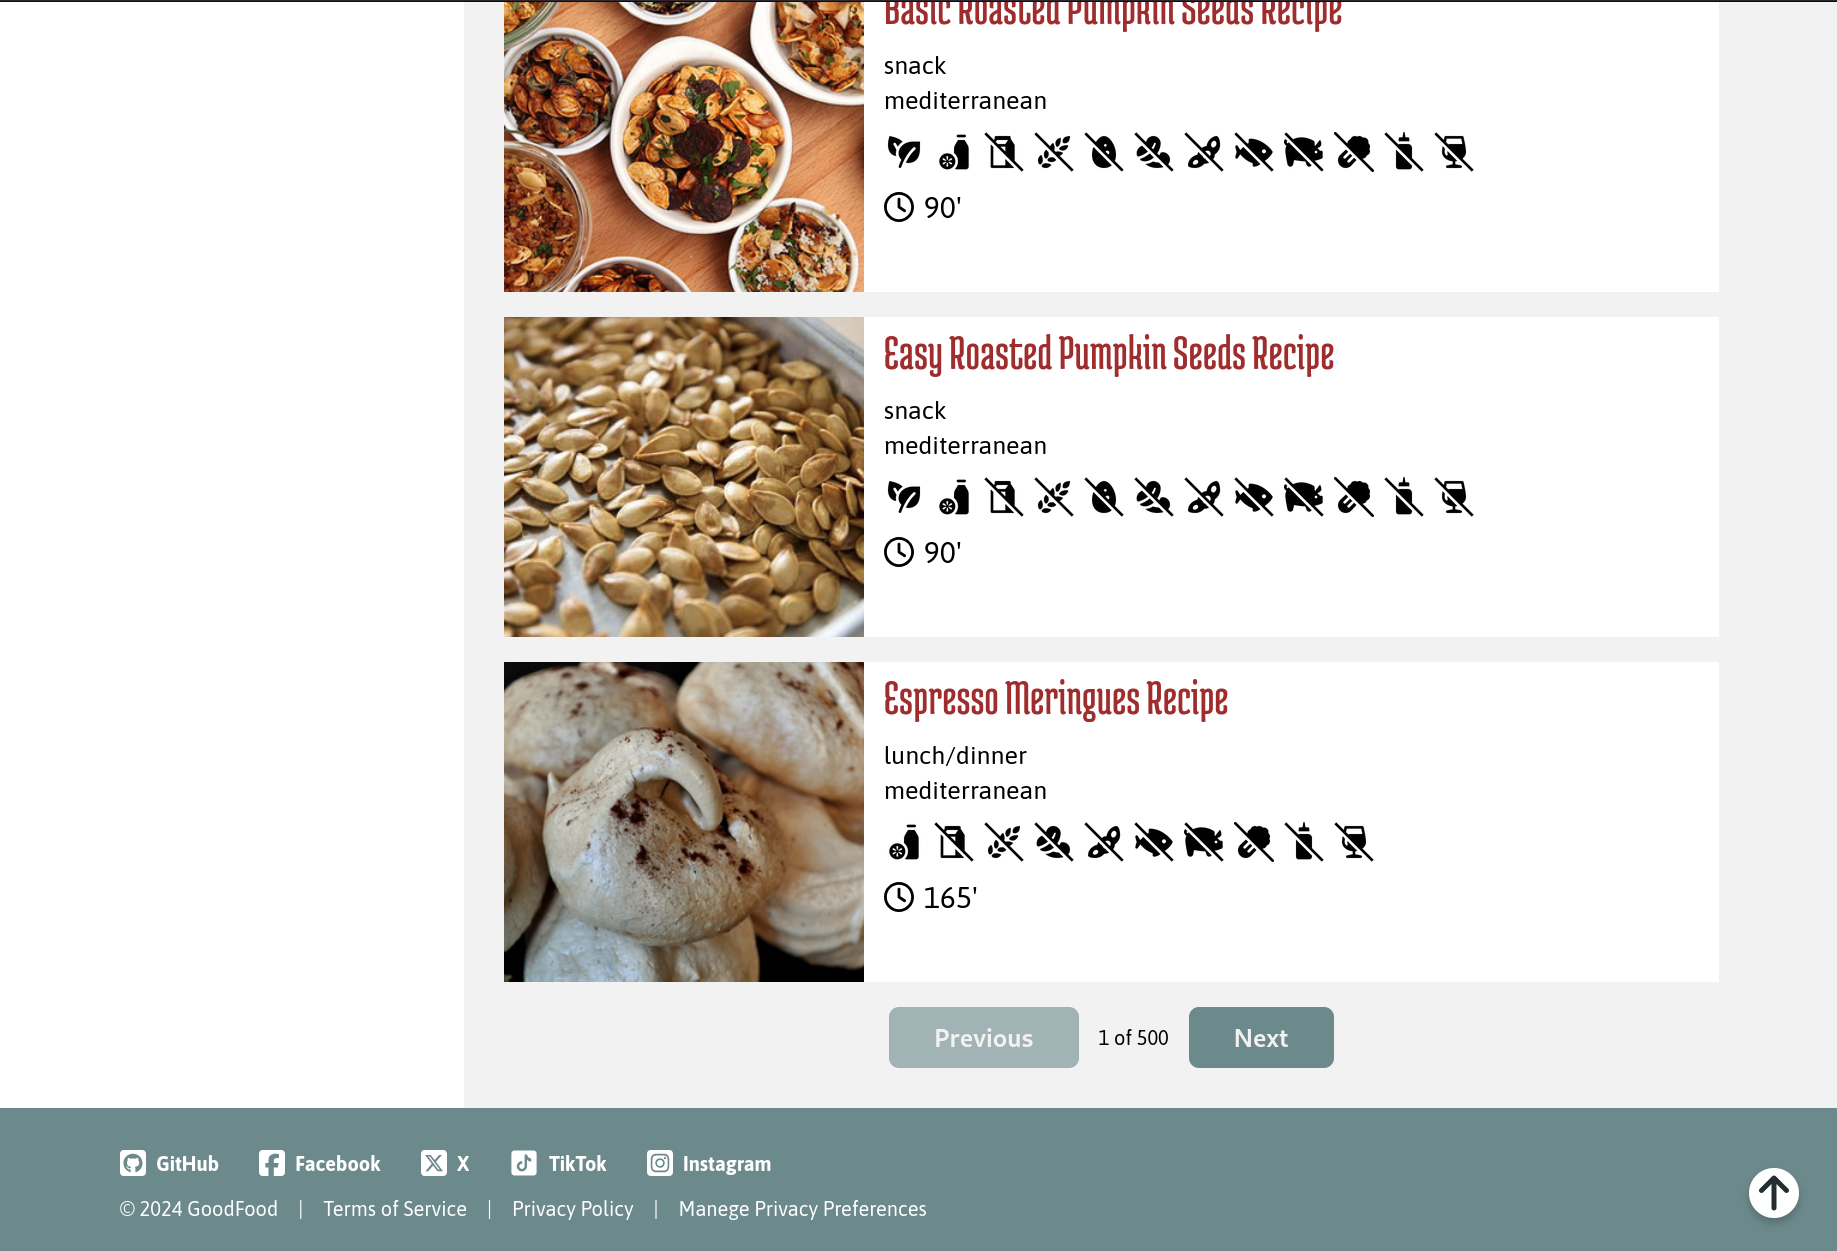 Basic Roasted Pumpkin Seeds Recipe
snack
mediterranean
90'
Easy Roasted Pumpkin Seeds Recipe
snack
mediterranean
90'
Espresso Meringues Recipe
lunch/dinner
mediterranean
165'
Previous 1 of 500 Next
GitHub Facebook X TikTok Instagram
© 2024 GoodFood | Terms of Service | Privacy Policy | Manege Privacy Preferences